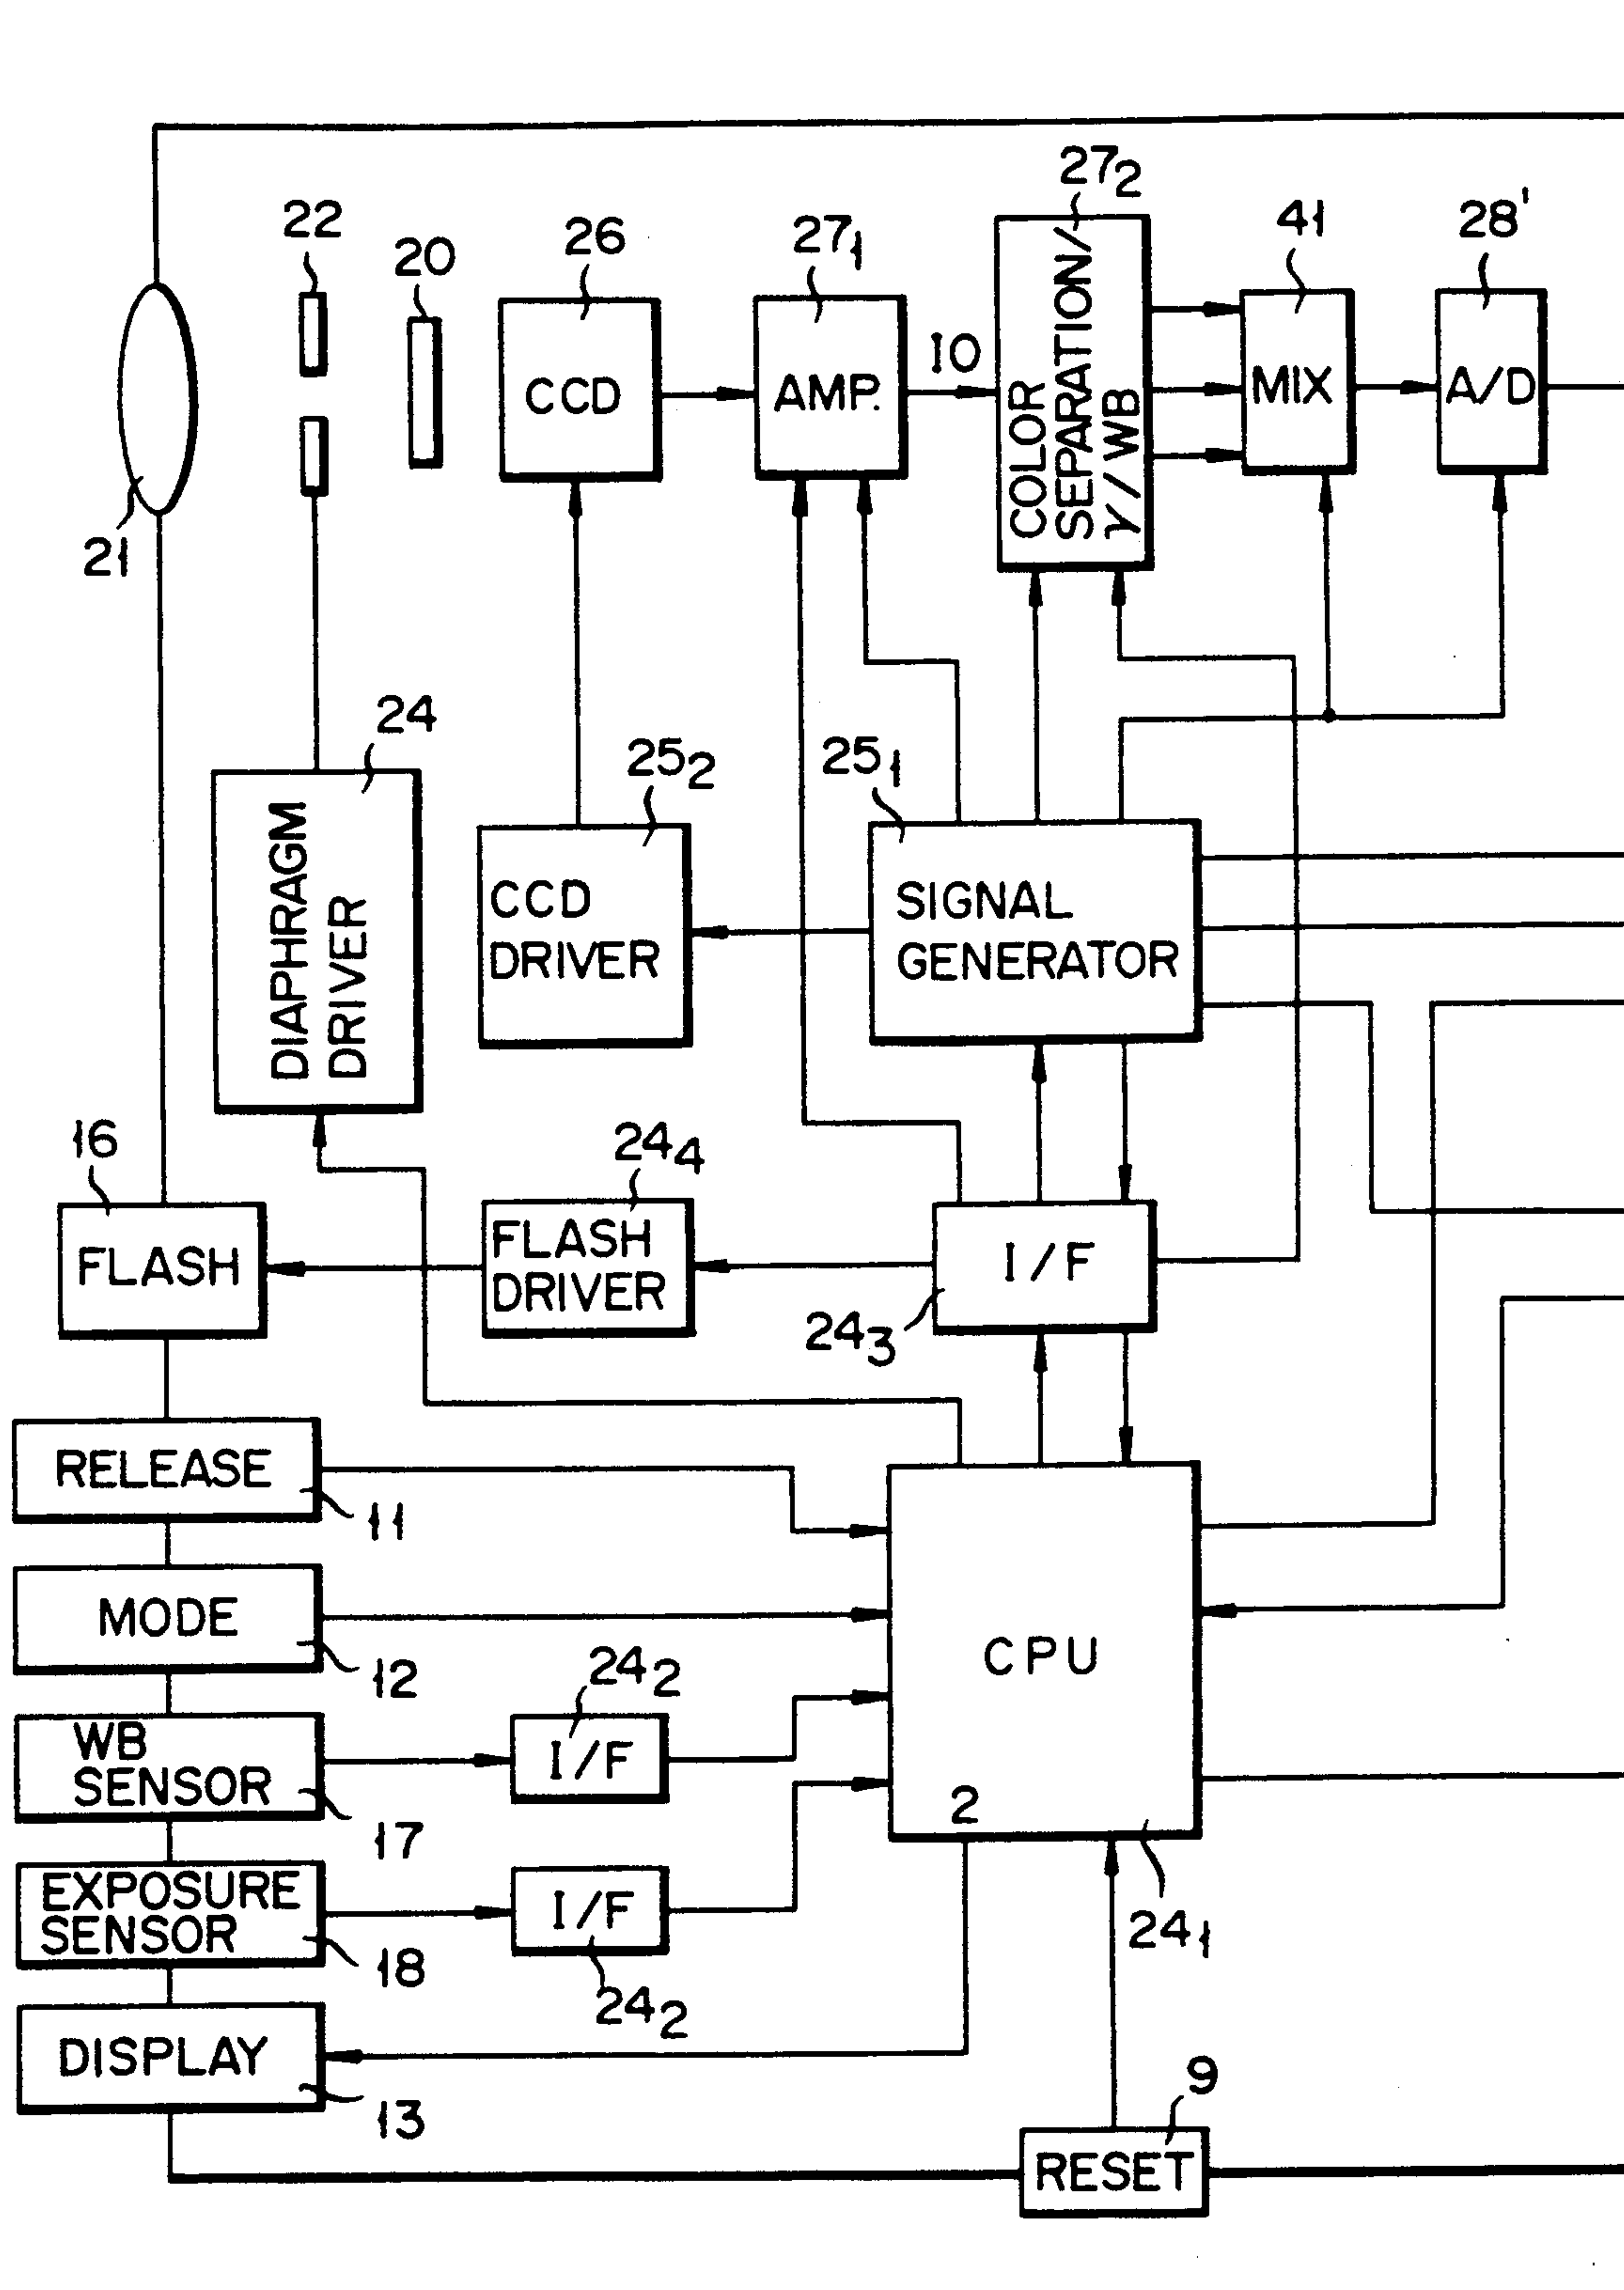 27₂
22
20
26
27₁
41
28'
10
CCD
AMP.
COLOR
SEPARATION/
γ/WB
MIX
A/D
21
24
25₂
25₁
DIAPHRAGM
DRIVER
CCD
DRIVER
SIGNAL
GENERATOR
16
24₄
FLASH
FLASH
DRIVER
I/F
24₃
RELEASE
11
MODE
12
CPU
24₂
WB
SENSOR
I/F
17
2
EXPOSURE
SENSOR
I/F
18
24₂
24₁
DISPLAY
13
9
RESET